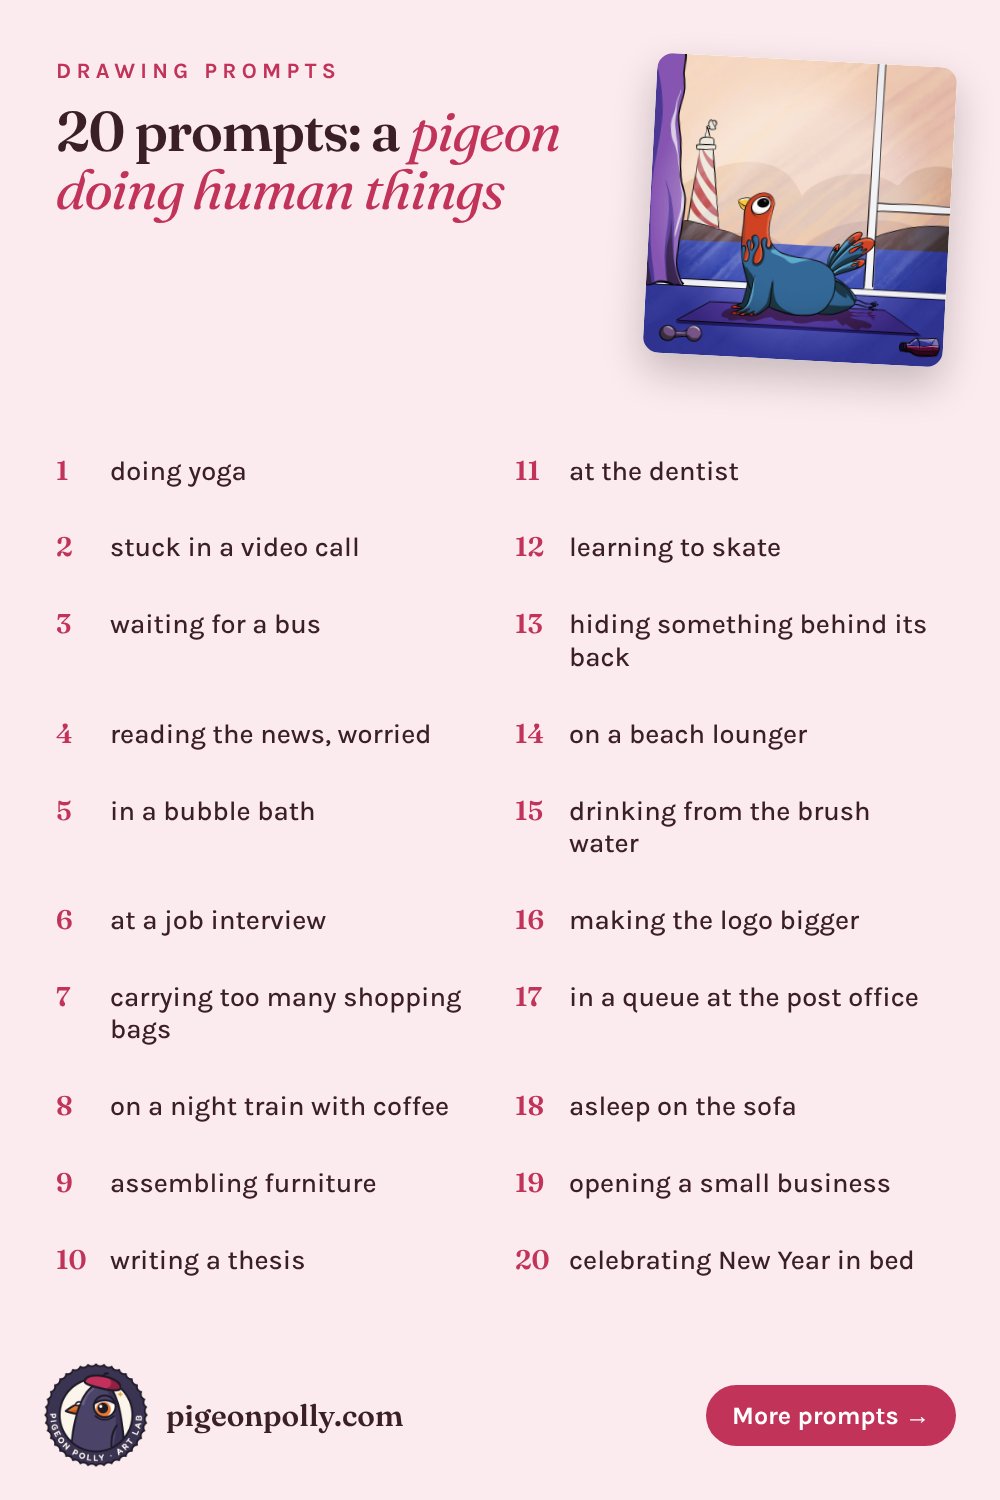 DRAWING PROMPTS
20 prompts: a pigeon
doing human things
1 doing yoga
2 stuck in a video call
3 waiting for a bus
4 reading the news, worried
5 in a bubble bath
6 at a job interview
7 carrying too many shopping
bags
8 on a night train with coffee
9 assembling furniture
10 writing a thesis
11 at the dentist
12 learning to skate
13 hiding something behind its
back
14 on a beach lounger
15 drinking from the brush
water
16 making the logo bigger
17 in a queue at the post office
18 asleep on the sofa
19 opening a small business
20 celebrating New Year in bed
PIGEON POLLY · ART LAB
pigeonpolly.com
More prompts →